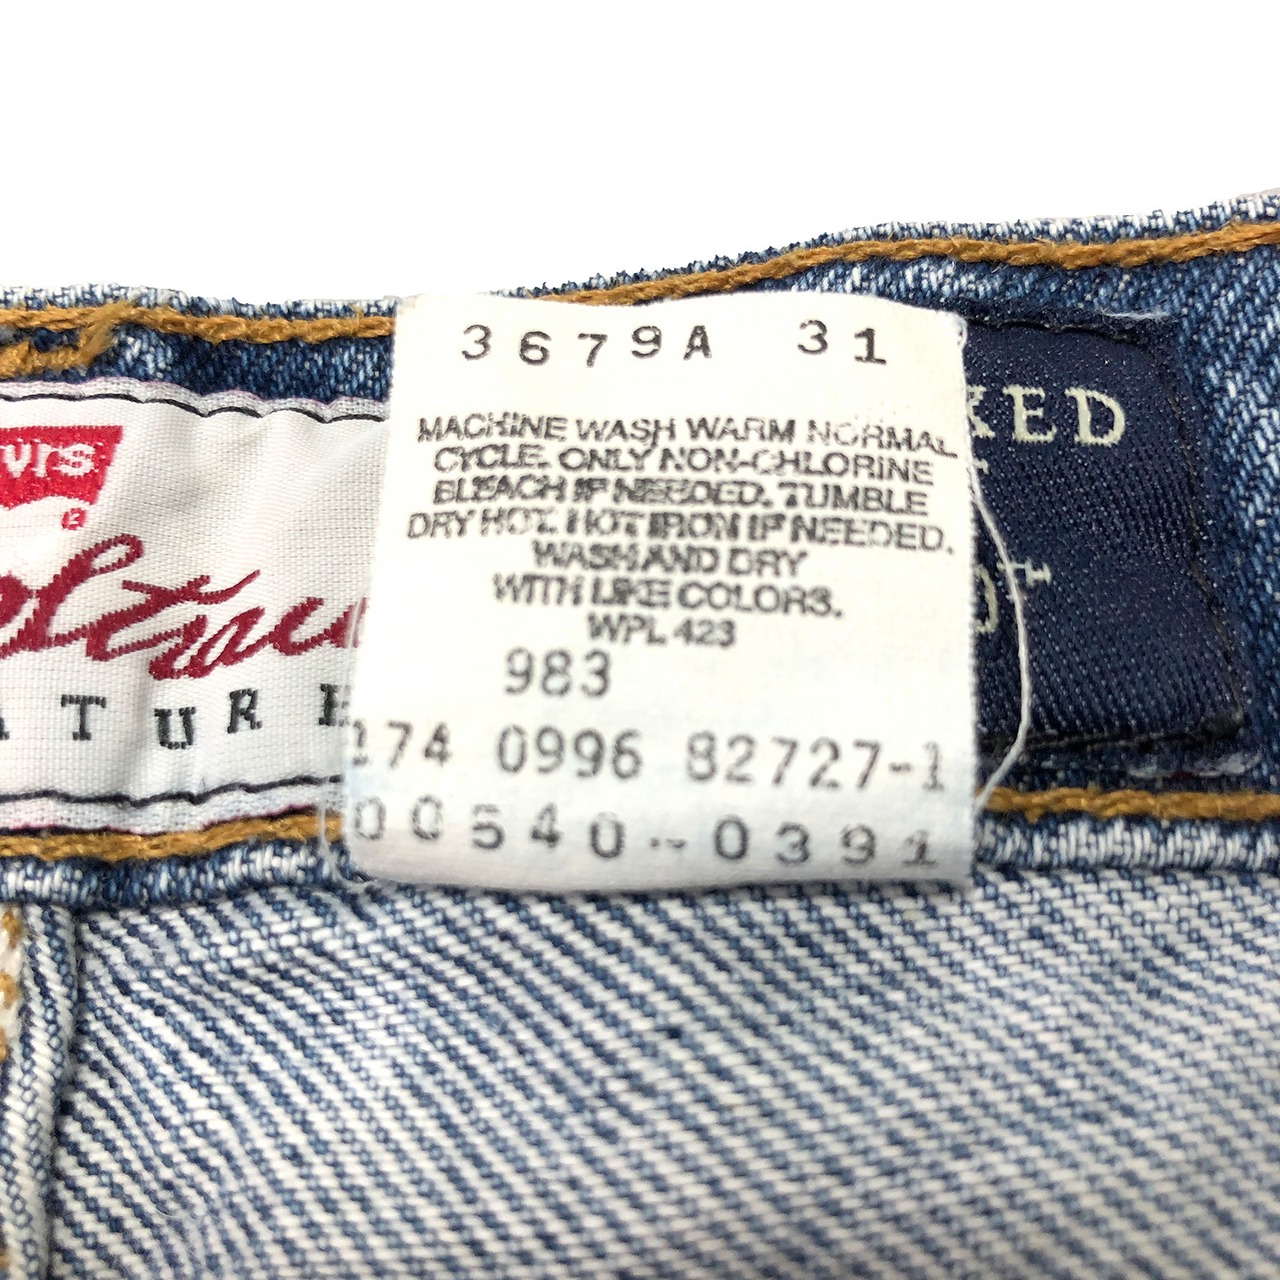 3679A 31
MACHINE WASH WARM NORMAL
CYCLE. ONLY NON-CHLORINE
BLEACH IF NEEDED. TUMBLE
DRY HOT. HOT IRON IF NEEDED.
WASH AND DRY
WITH LIKE COLORS.
WPL 423
983
174 0996 82727-1
00540--0391